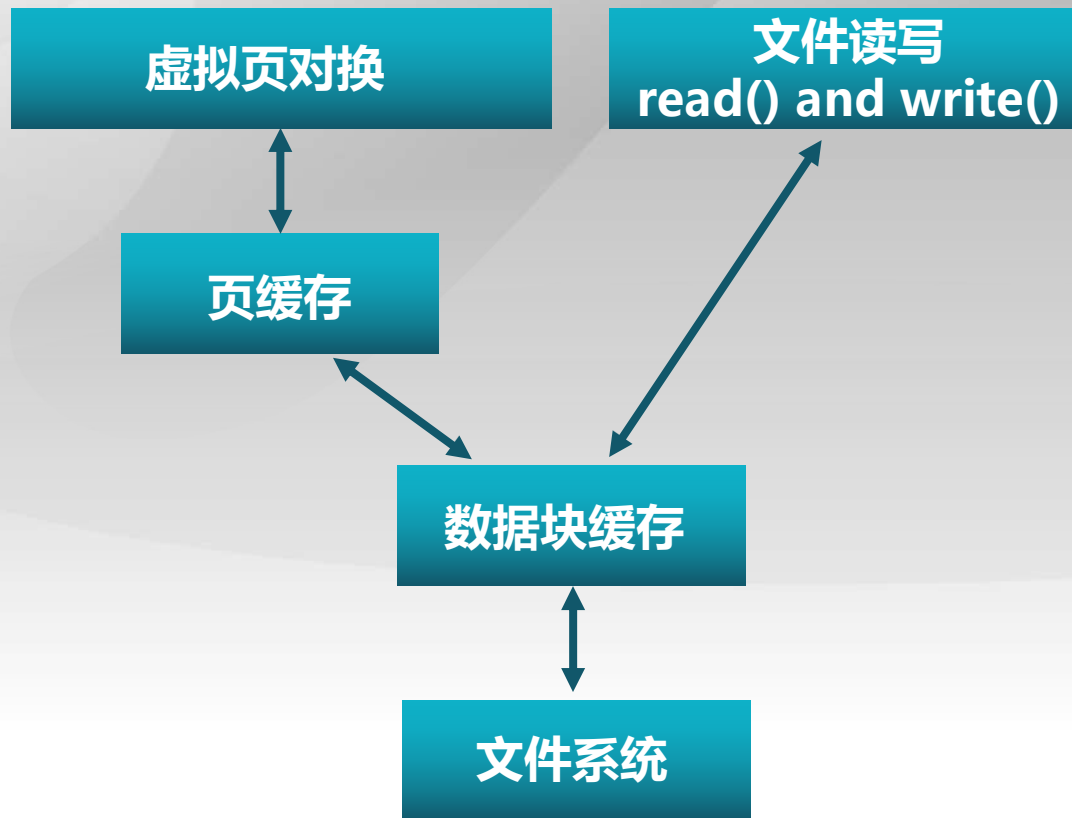 虚拟页对换
文件读写
read() and write()
页缓存
数据块缓存
文件系统